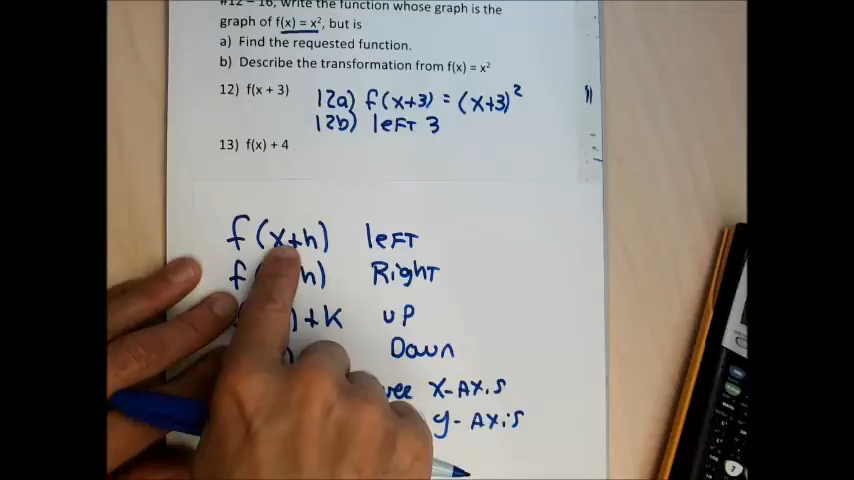 #12 – 16, write the function whose graph is the
graph of f(x) = x², but is
a) Find the requested function.
b) Describe the transformation from f(x) = x²
12) f(x + 3)
12a) f(x+3) = (x+3)²
12b) left 3
13) f(x) + 4
f(x+h) left
f h) Right
)+K up
Down
X-AXis
y-AXis